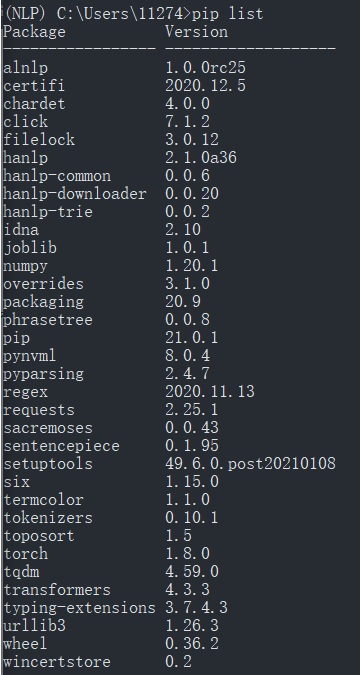 (NLP) C:\Users\11274>pip list
Package Version
----------------- -------------------
alnlp 1.0.0rc25
certifi 2020.12.5
chardet 4.0.0
click 7.1.2
filelock 3.0.12
hanlp 2.1.0a36
hanlp-common 0.0.6
hanlp-downloader 0.0.20
hanlp-trie 0.0.2
idna 2.10
joblib 1.0.1
numpy 1.20.1
overrides 3.1.0
packaging 20.9
phrasetree 0.0.8
pip 21.0.1
pynvml 8.0.4
pyparsing 2.4.7
regex 2020.11.13
requests 2.25.1
sacremoses 0.0.43
sentencepiece 0.1.95
setuptools 49.6.0.post20210108
six 1.15.0
termcolor 1.1.0
tokenizers 0.10.1
toposort 1.5
torch 1.8.0
tqdm 4.59.0
transformers 4.3.3
typing-extensions 3.7.4.3
urllib3 1.26.3
wheel 0.36.2
wincertstore 0.2